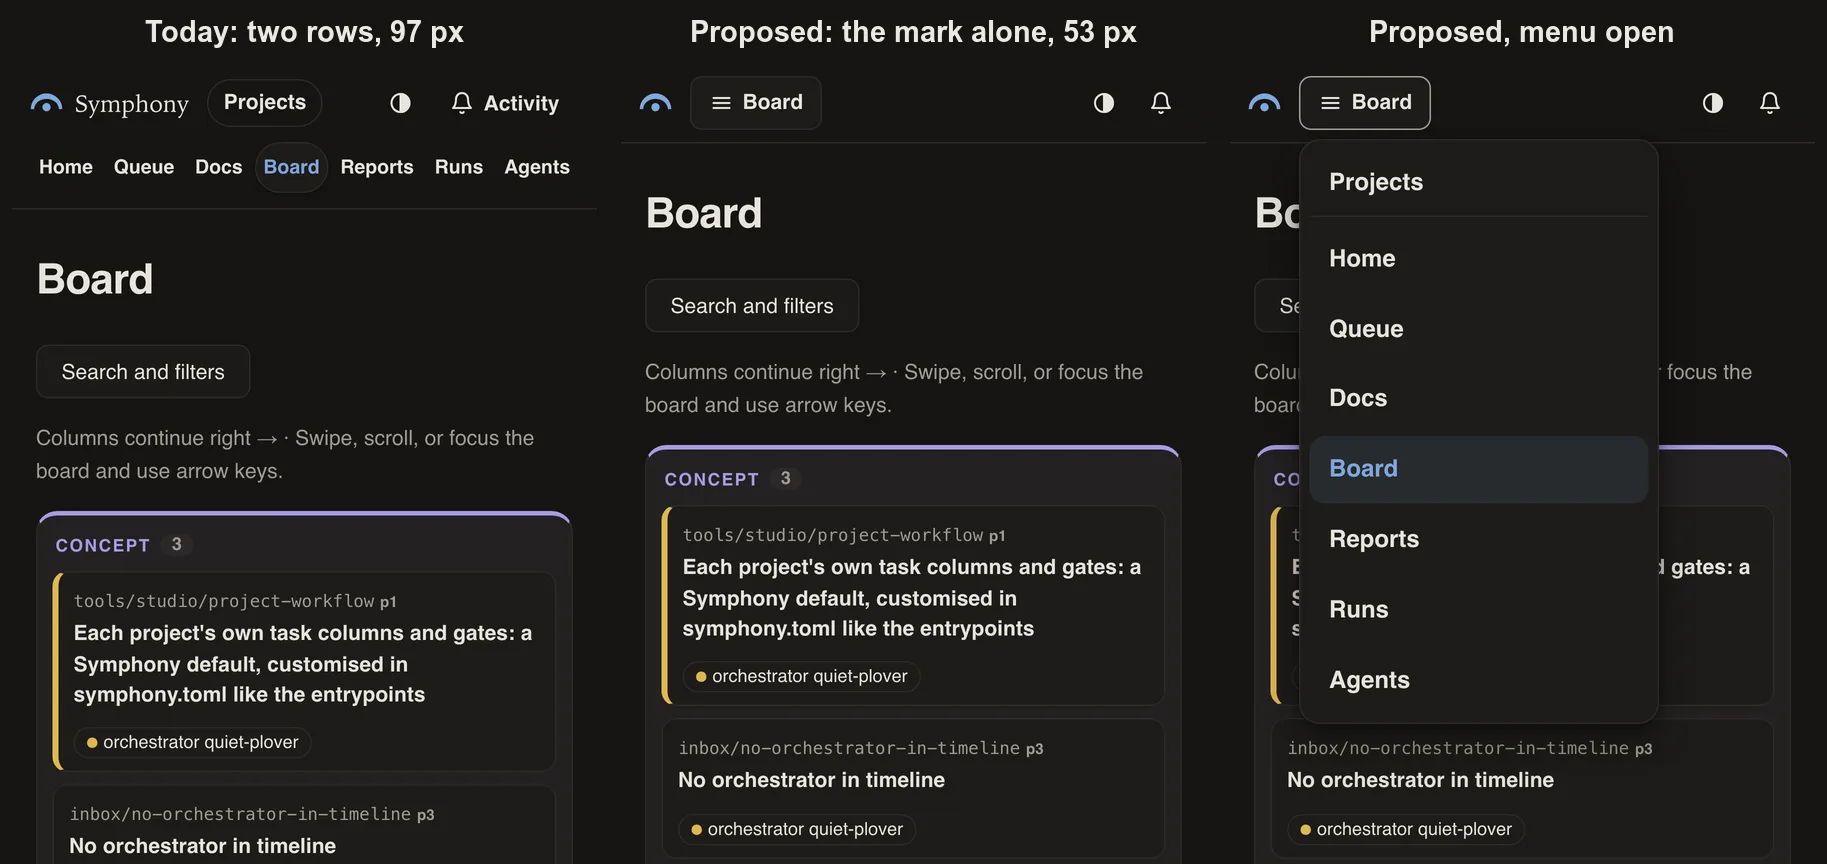 Today: two rows, 97 px
Symphony Projects Activity
Home Queue Docs Board Reports Runs Agents
Board
Search and filters
Columns continue right → · Swipe, scroll, or focus the
board and use arrow keys.
CONCEPT 3
tools/studio/project-workflow p1
Each project's own task columns and gates: a
Symphony default, customised in
symphony.toml like the entrypoints
orchestrator quiet-plover
inbox/no-orchestrator-in-timeline p3
No orchestrator in timeline
Proposed: the mark alone, 53 px
Board
Board
Search and filters
Columns continue right → · Swipe, scroll, or focus the
board and use arrow keys.
CONCEPT 3
tools/studio/project-workflow p1
Each project's own task columns and gates: a
Symphony default, customised in
symphony.toml like the entrypoints
orchestrator quiet-plover
inbox/no-orchestrator-in-timeline p3
No orchestrator in timeline
orchestrator quiet-plover
Proposed, menu open
Board
Projects
Home
Queue
Docs
Board
Reports
Runs
Agents
Bo
Se
Colu
focus the
board
CO
t
E
d gates: a
S
s
inbox/no-orchestrator-in-timeline p3
No orchestrator in timeline
orchestrator quiet-plover